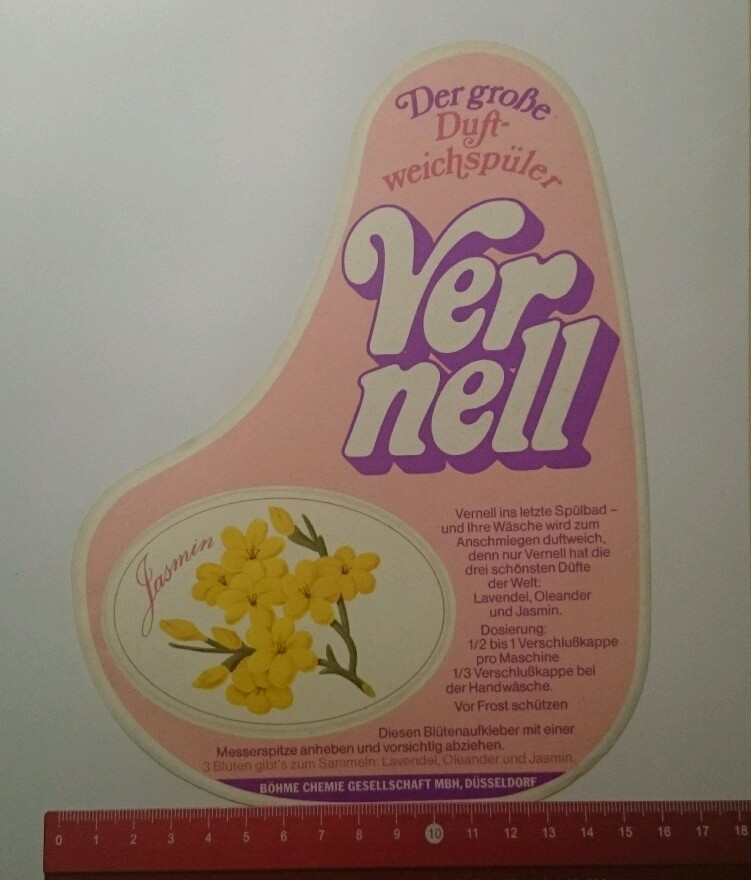 Der große
Duft-
weichspüler
Ver
nell
Jasmin
Vernell ins letzte Spülbad –
und Ihre Wäsche wird zum
Anschmiegen duftweich,
denn nur Vernell hat die
drei schönsten Düfte
der Welt:
Lavendel, Oleander
und Jasmin.
Dosierung:
1/2 bis 1 Verschlußkappe
pro Maschine
1/3 Verschlußkappe bei
der Handwäsche.
Vor Frost schützen
Diesen Blütenaufkleber mit einer
Messerspitze anheben und vorsichtig abziehen.
3 Blüten gibt's zum Sammeln: Lavendel, Oleander und Jasmin.
BÖHME CHEMIE GESELLSCHAFT MBH, DÜSSELDORF
0 1 2 3 4 5 6 7 8 9 10 11 12 13 14 15 16 17 18